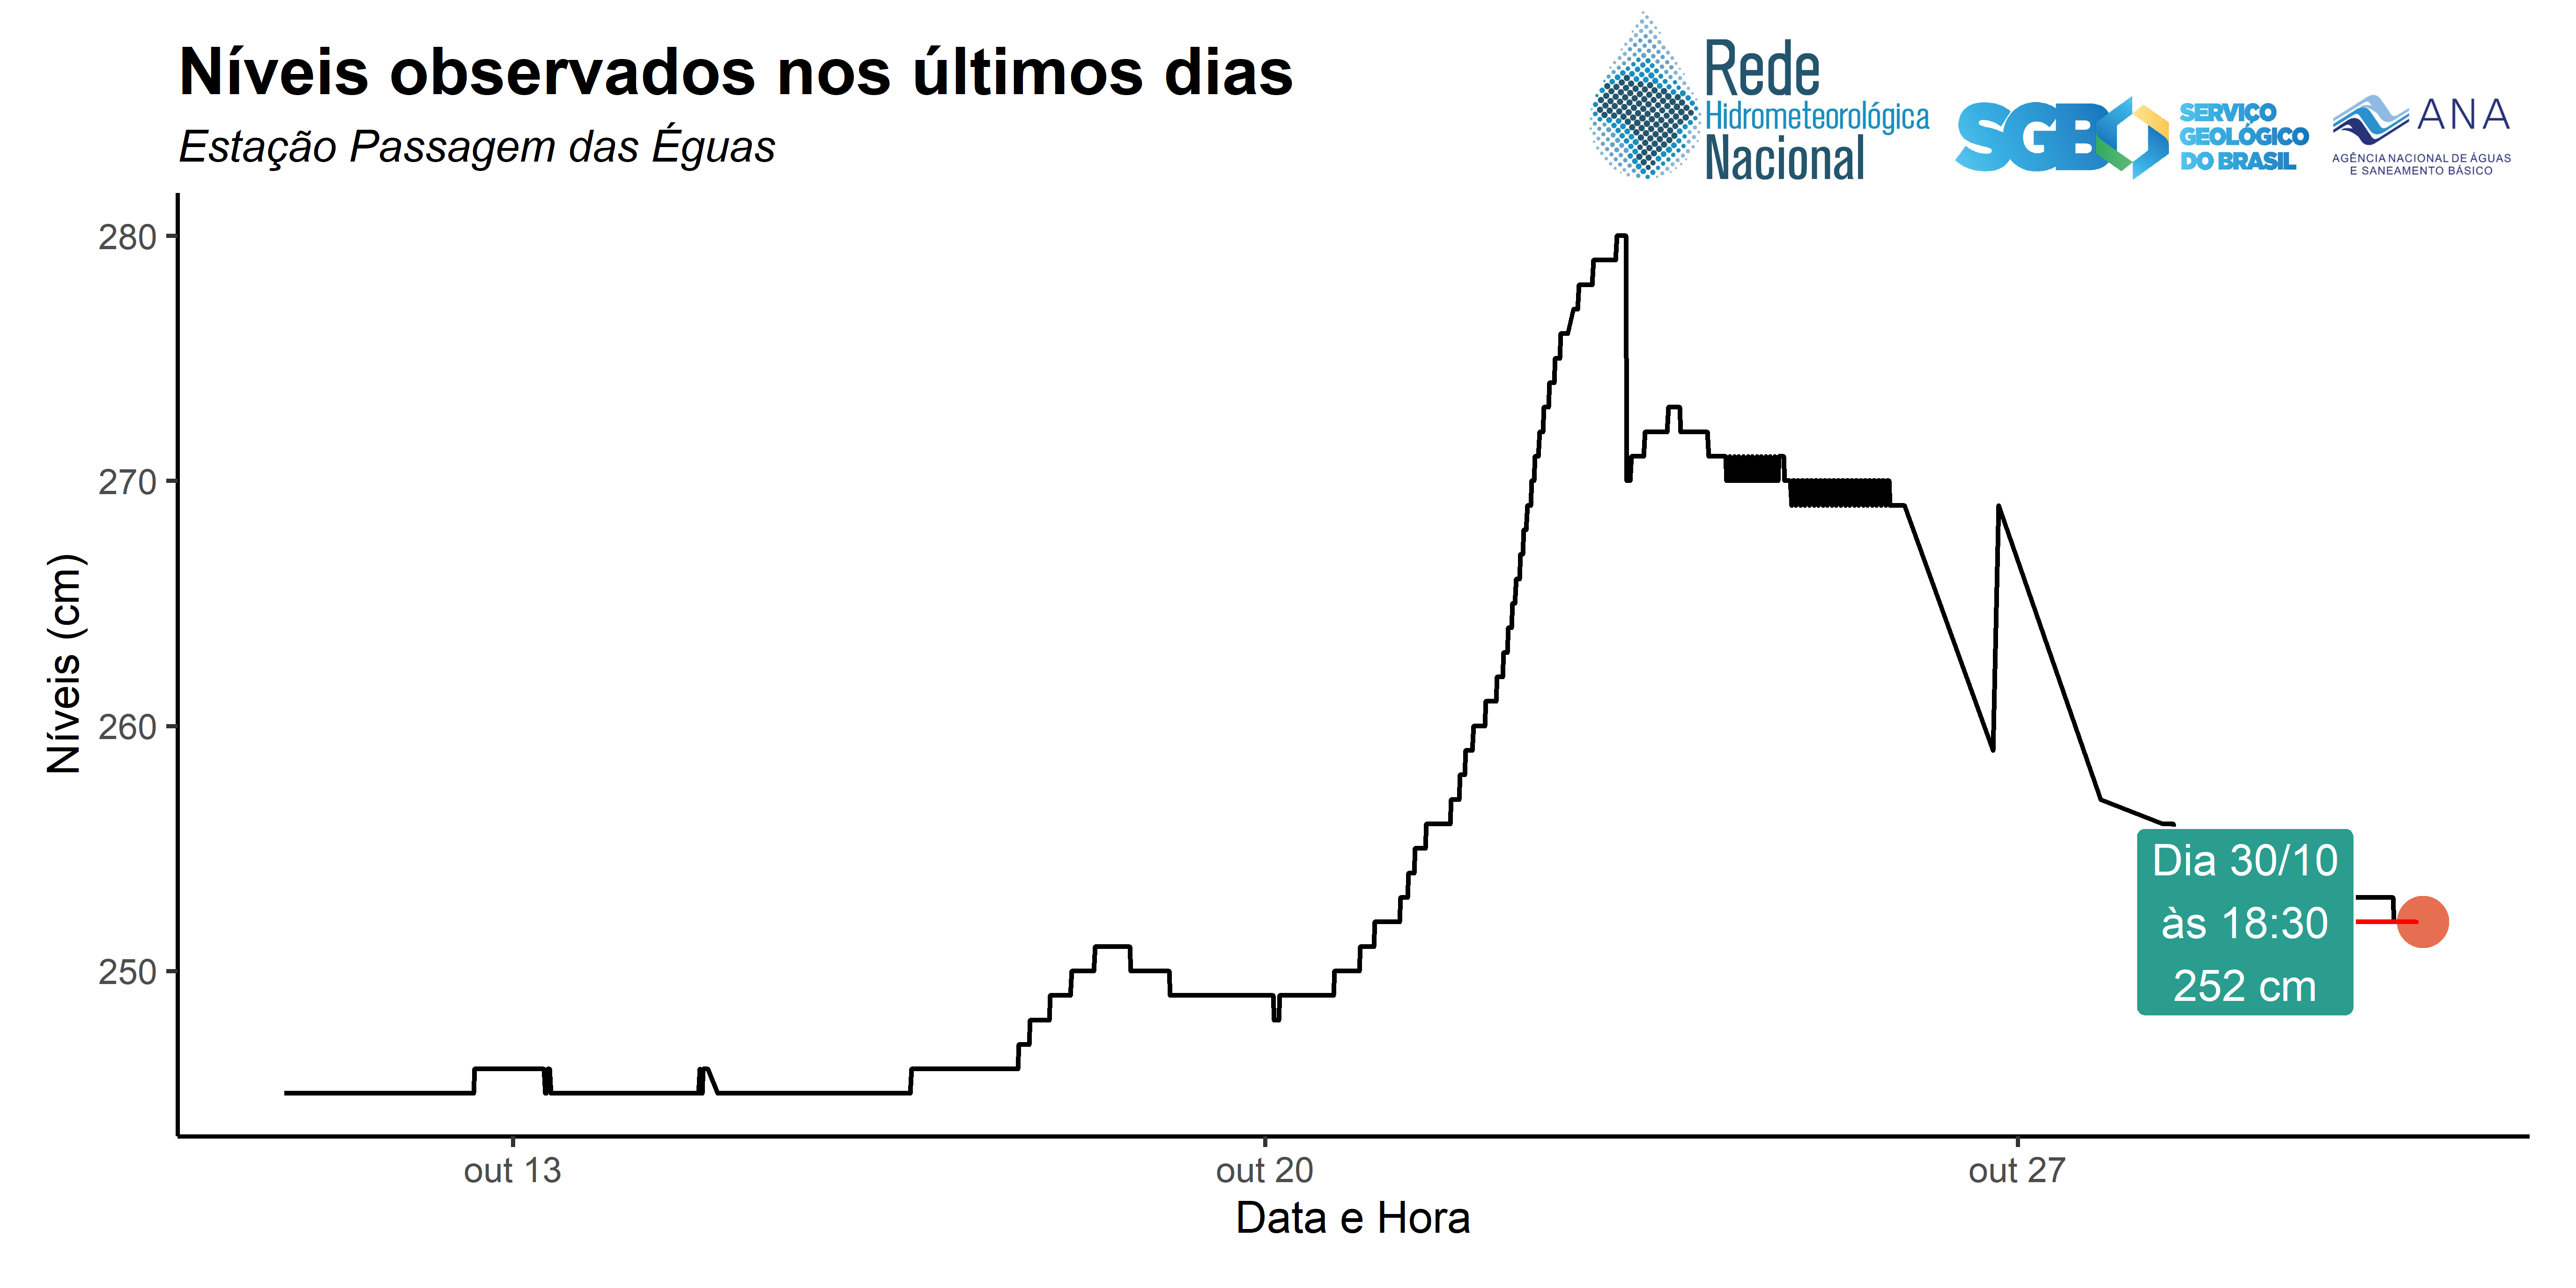 Níveis observados nos últimos dias
Estação Passagem das Éguas
Rede
Hidrometeorológica
Nacional
SGB
SERVIÇO
GEOLÓGICO
DO BRASIL
ANA
AGÊNCIA NACIONAL DE ÁGUAS
E SANEAMENTO BÁSICO
Níveis (cm)
280
270
260
250
Dia 30/10
às 18:30
252 cm
out 13
out 20
out 27
Data e Hora